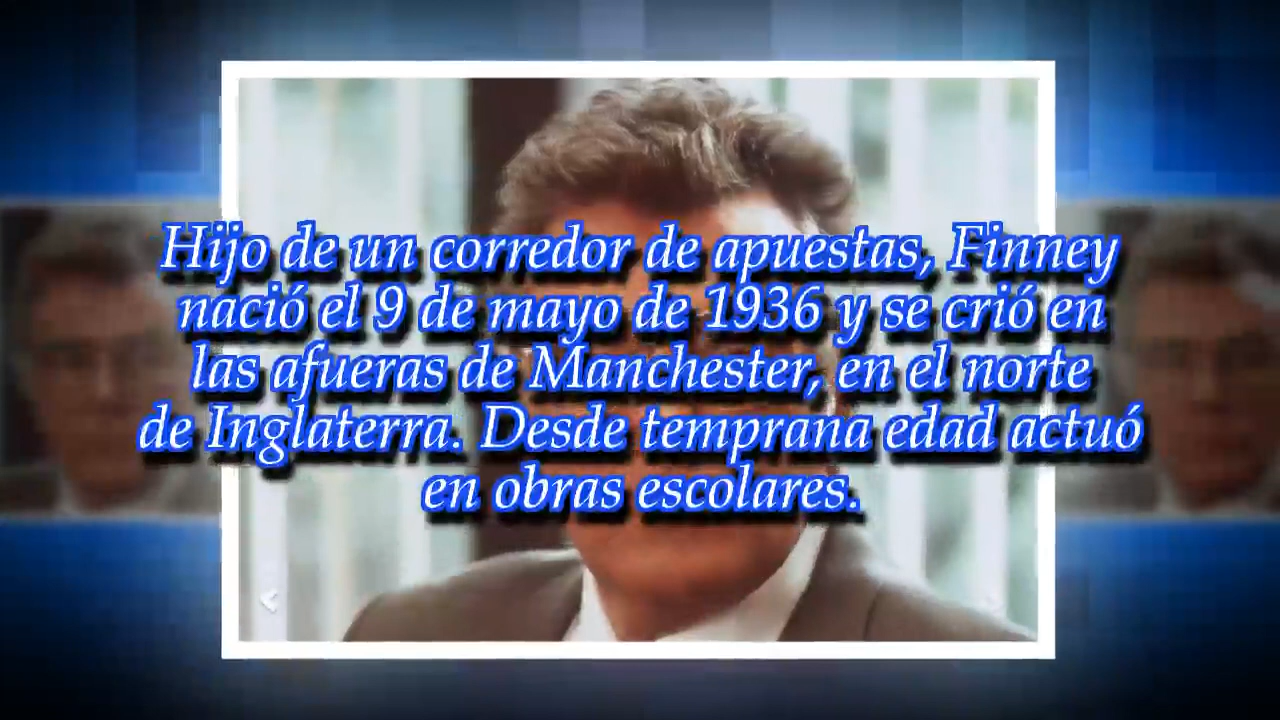 Hijo de un corredor de apuestas, Finney
nació el 9 de mayo de 1936 y se crió en
las afueras de Manchester, en el norte
de Inglaterra. Desde temprana edad actuó
en obras escolares.